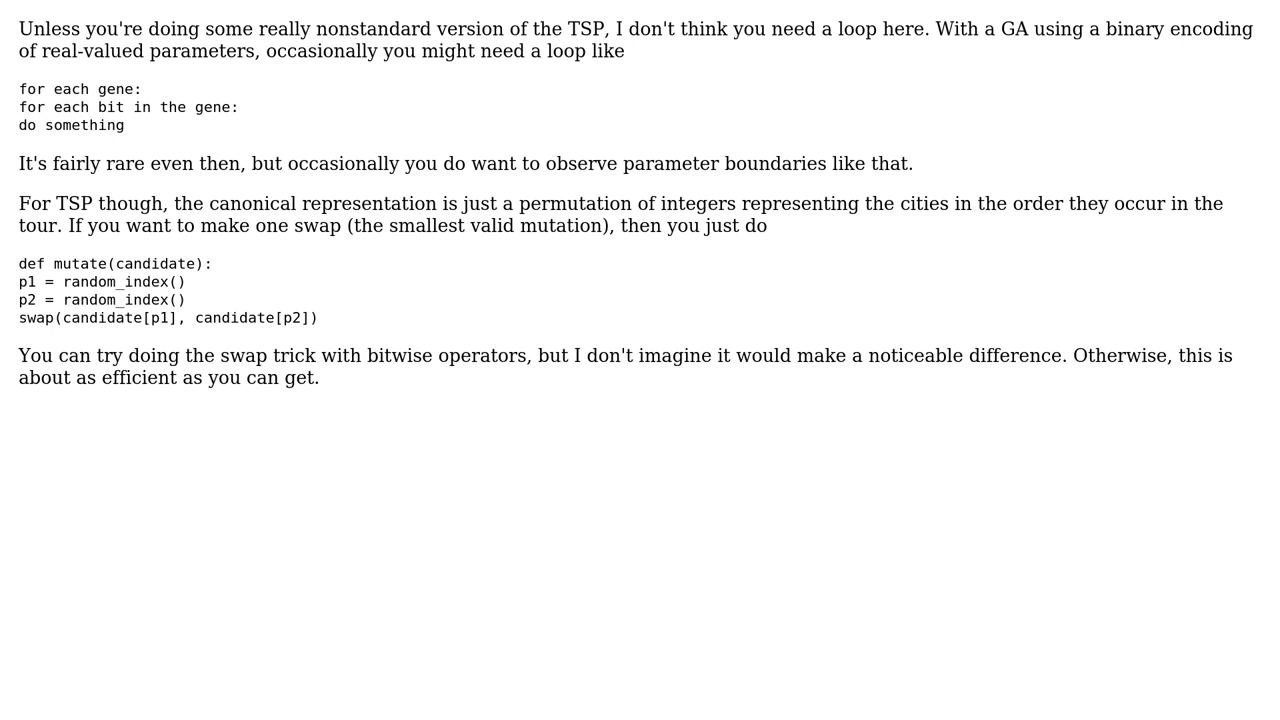 Unless you're doing some really nonstandard version of the TSP, I don't think you need a loop here. With a GA using a binary encoding
of real-valued parameters, occasionally you might need a loop like
for each gene:
for each bit in the gene:
do something
It's fairly rare even then, but occasionally you do want to observe parameter boundaries like that.
For TSP though, the canonical representation is just a permutation of integers representing the cities in the order they occur in the
tour. If you want to make one swap (the smallest valid mutation), then you just do
def mutate(candidate):
p1 = random_index()
p2 = random_index()
swap(candidate[p1], candidate[p2])
You can try doing the swap trick with bitwise operators, but I don't imagine it would make a noticeable difference. Otherwise, this is
about as efficient as you can get.